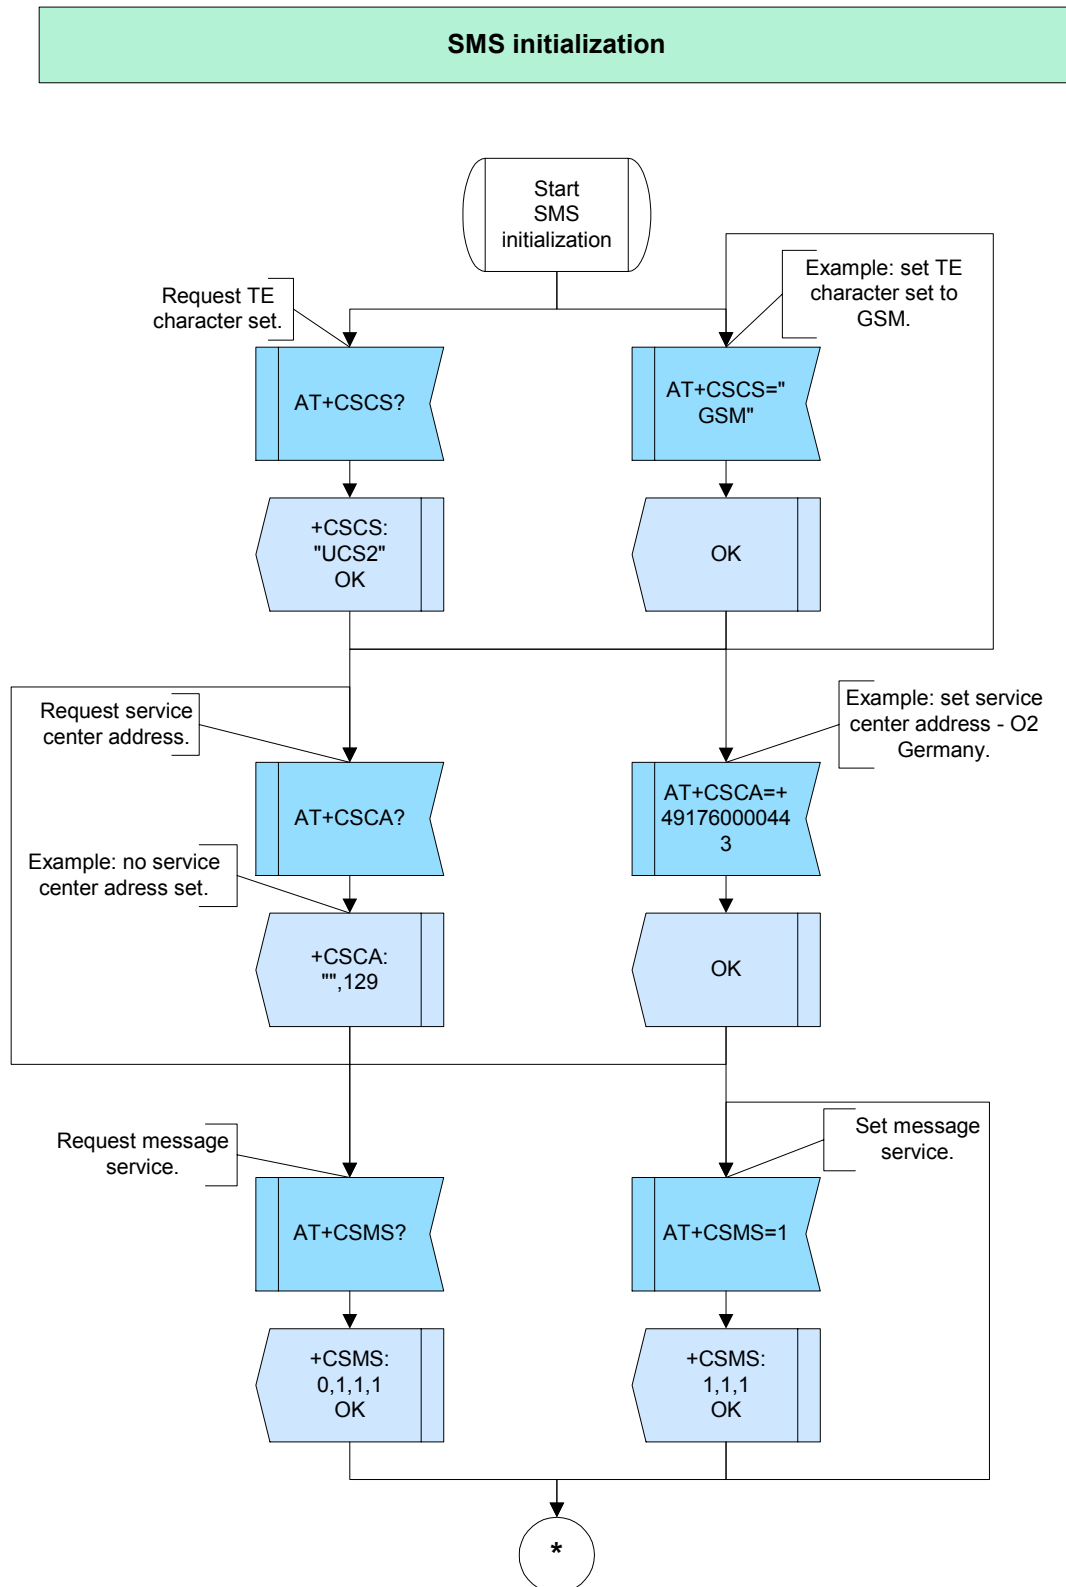 SMS initialization
Start
SMS
initialization
Request TE
character set.
Example: set TE
character set to
GSM.
AT+CSCS?
AT+CSCS="
GSM"
+CSCS:
"UCS2"
OK
OK
Request service
center address.
Example: set service
center address - O2
Germany.
AT+CSCA?
AT+CSCA=+
49176000044
3
Example: no service
center adress set.
+CSCA:
"",129
OK
Request message
service.
Set message
service.
AT+CSMS?
AT+CSMS=1
+CSMS:
0,1,1,1
OK
+CSMS:
1,1,1
OK
*